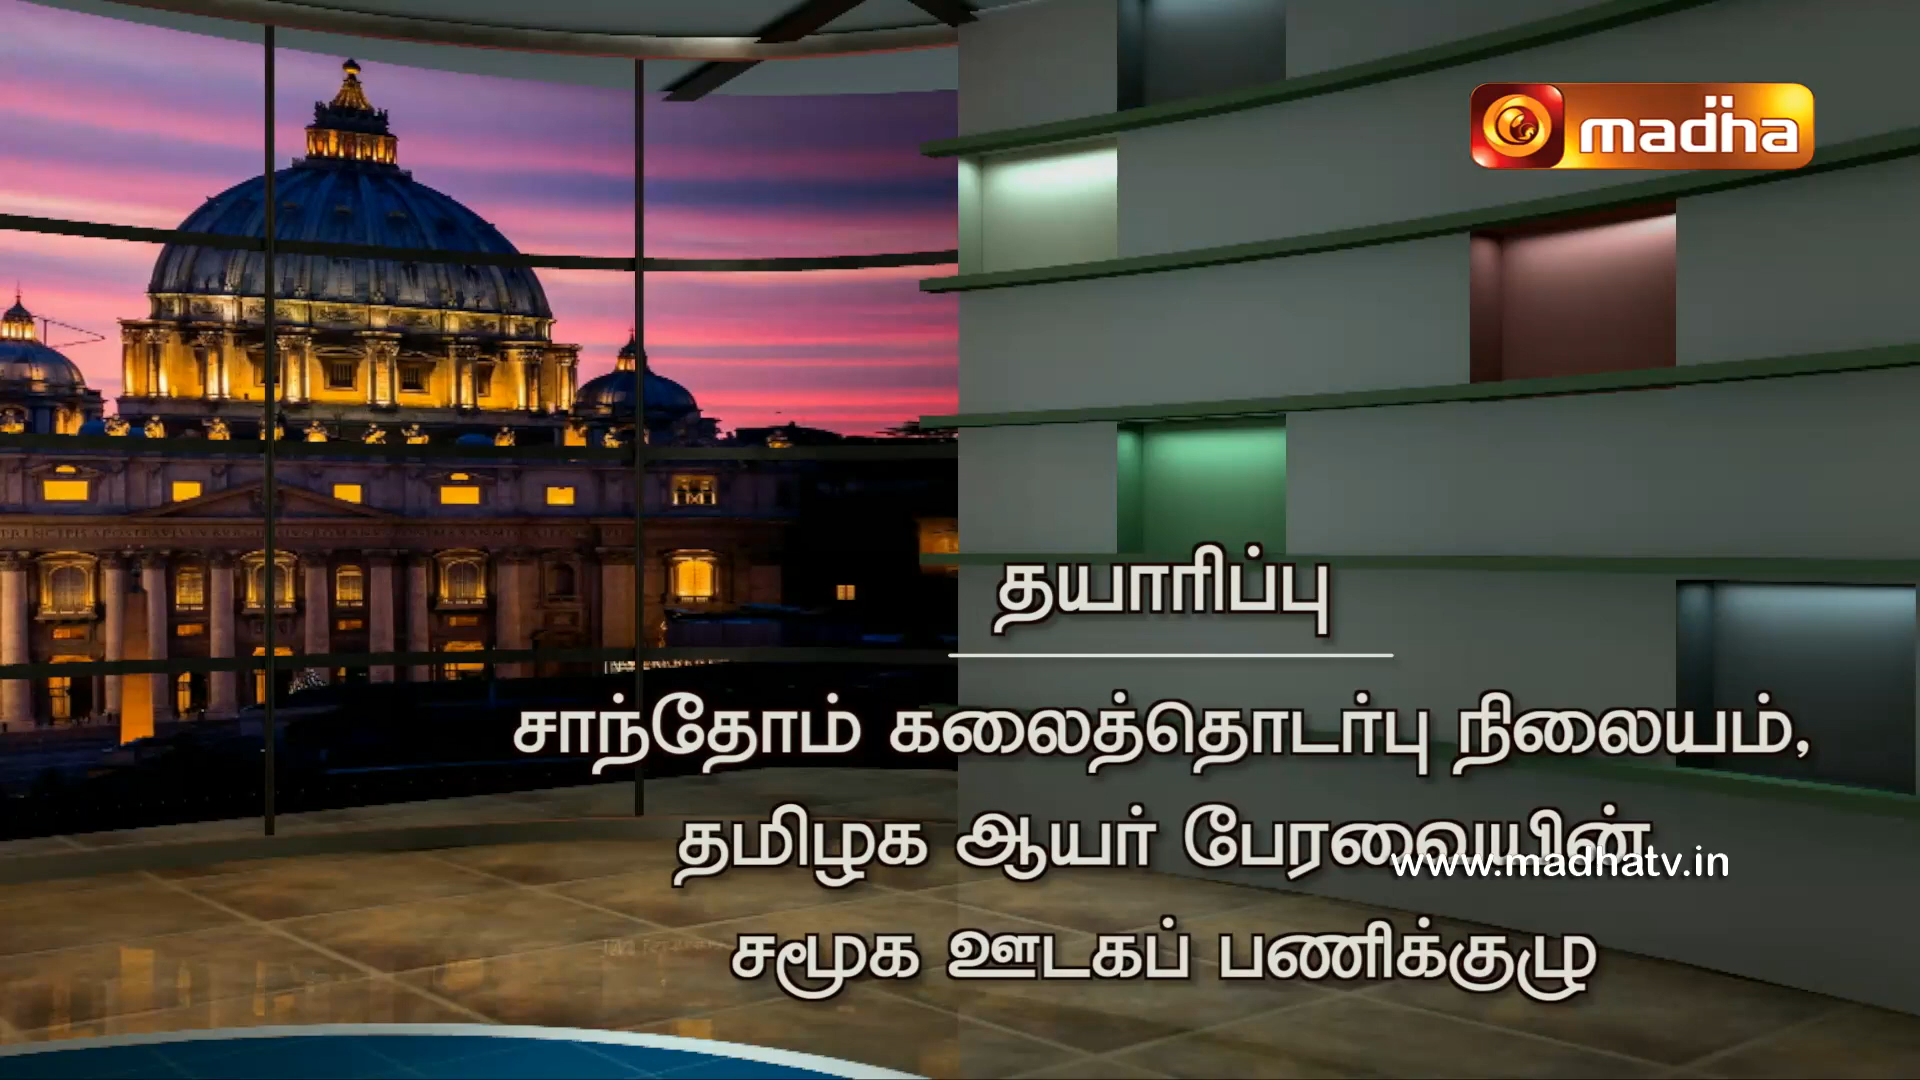 madha
தயாரிப்பு
சாந்தோம் கலைத்தொடர்பு நிலையம்,
தமிழக ஆயர் பேரவையின்
www.madhatv.in
சமூக ஊடகப் பணிக்குழு